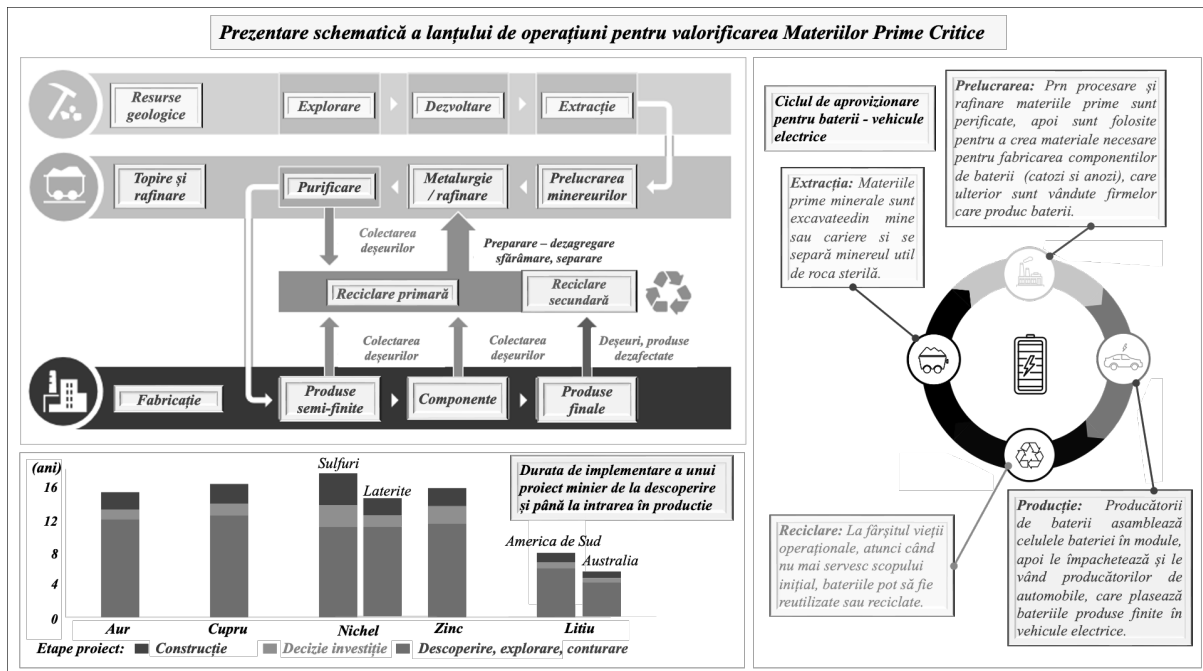 Prezentare schematică a lanțului de operațiuni pentru valorificarea Materiilor Prime Critice
Resurse
geologice
Explorare
Dezvoltare
Extracție
Topire și
rafinare
Purificare
Metalurgie
/ rafinare
Prelucrarea
minereurilor
Colectarea
deșeurilor
Preparare – dezagregare
sfărâmare, separare
Reciclare primară
Reciclare
secundară
Colectarea
deșeurilor
Colectarea
deșeurilor
Deșeuri, produse
dezafectate
Fabricație
Produse
semi-finite
Componente
Produse
finale
(ani)
16
12
8
4
0
Sulfuri
Laterite
America de Sud
Australia
Durata de implementare a unui
proiect minier de la descoperire
și până la intrarea în productie
Aur
Cupru
Nichel
Zinc
Litiu
Etape proiect:
Construcție
Decizie investiție
Descoperire, explorare, conturare
Ciclul de aprovizionare
pentru baterii - vehicule
electrice
Prelucrarea: Prn procesare și
rafinare materiile prime sunt
perificate, apoi sunt folosite
pentru a crea materiale necesare
pentru fabricarea componentilor
de baterii (catozi si anozi), care
ulterior sunt vândute firmelor
care produc baterii.
Extracția: Materiile
prime minerale sunt
excavateedin mine
sau cariere si se
separă minereul util
de roca sterilă.
Reciclare: La fârșitul vieții
operaționale, atunci când
nu mai servesc scopului
inițial, bateriile pot să fie
reutilizate sau reciclate.
Producție: Producătorii
de baterii asamblează
celulele bateriei în module,
apoi le împachetează și le
vând producătorilor de
automobile, care plasează
bateriile produse finite în
vehicule electrice.